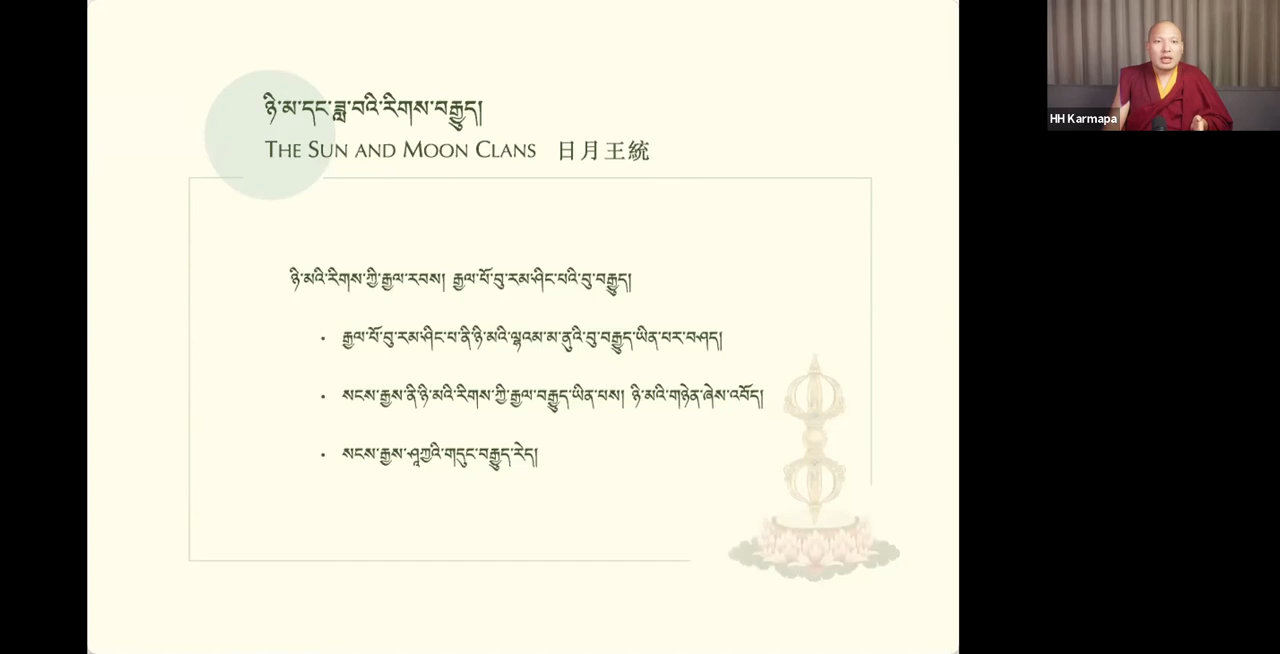 ཉི་མ་དང་ཟླ་བའི་རིགས་བརྒྱུད།
THE SUN AND MOON CLANS 日月王統
ཉི་མའི་རིགས་ཀྱི་རྒྱལ་རབས། རྒྱལ་པོ་བུ་རམ་ཤིང་པའི་བུ་བརྒྱུད།
• རྒྱལ་པོ་བུ་རམ་ཤིང་པ་ནི་ཉི་མའི་ལྷའམ་མ་ནུའི་བུ་བརྒྱུད་ཡིན་པར་བཤད།
• སངས་རྒྱས་ནི་ཉི་མའི་རིགས་ཀྱི་རྒྱལ་བརྒྱུད་ཡིན་པས། ཉི་མའི་གཉེན་ཞེས་འབོད།
• སངས་རྒྱས་ཤཱཀྱའི་གདུང་བརྒྱུད་རེད།
HH Karmapa